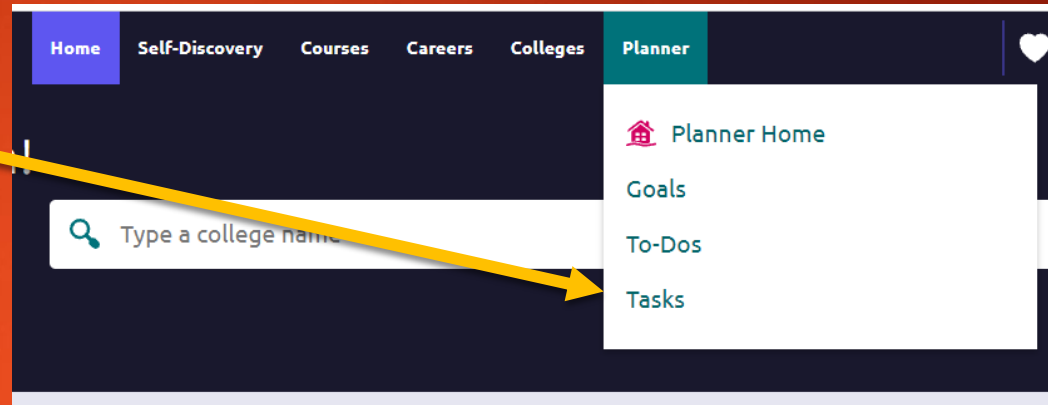 Home Self-Discovery Courses Careers Colleges Planner
Planner Home
!
Goals
Type a college name
To-Dos
Tasks